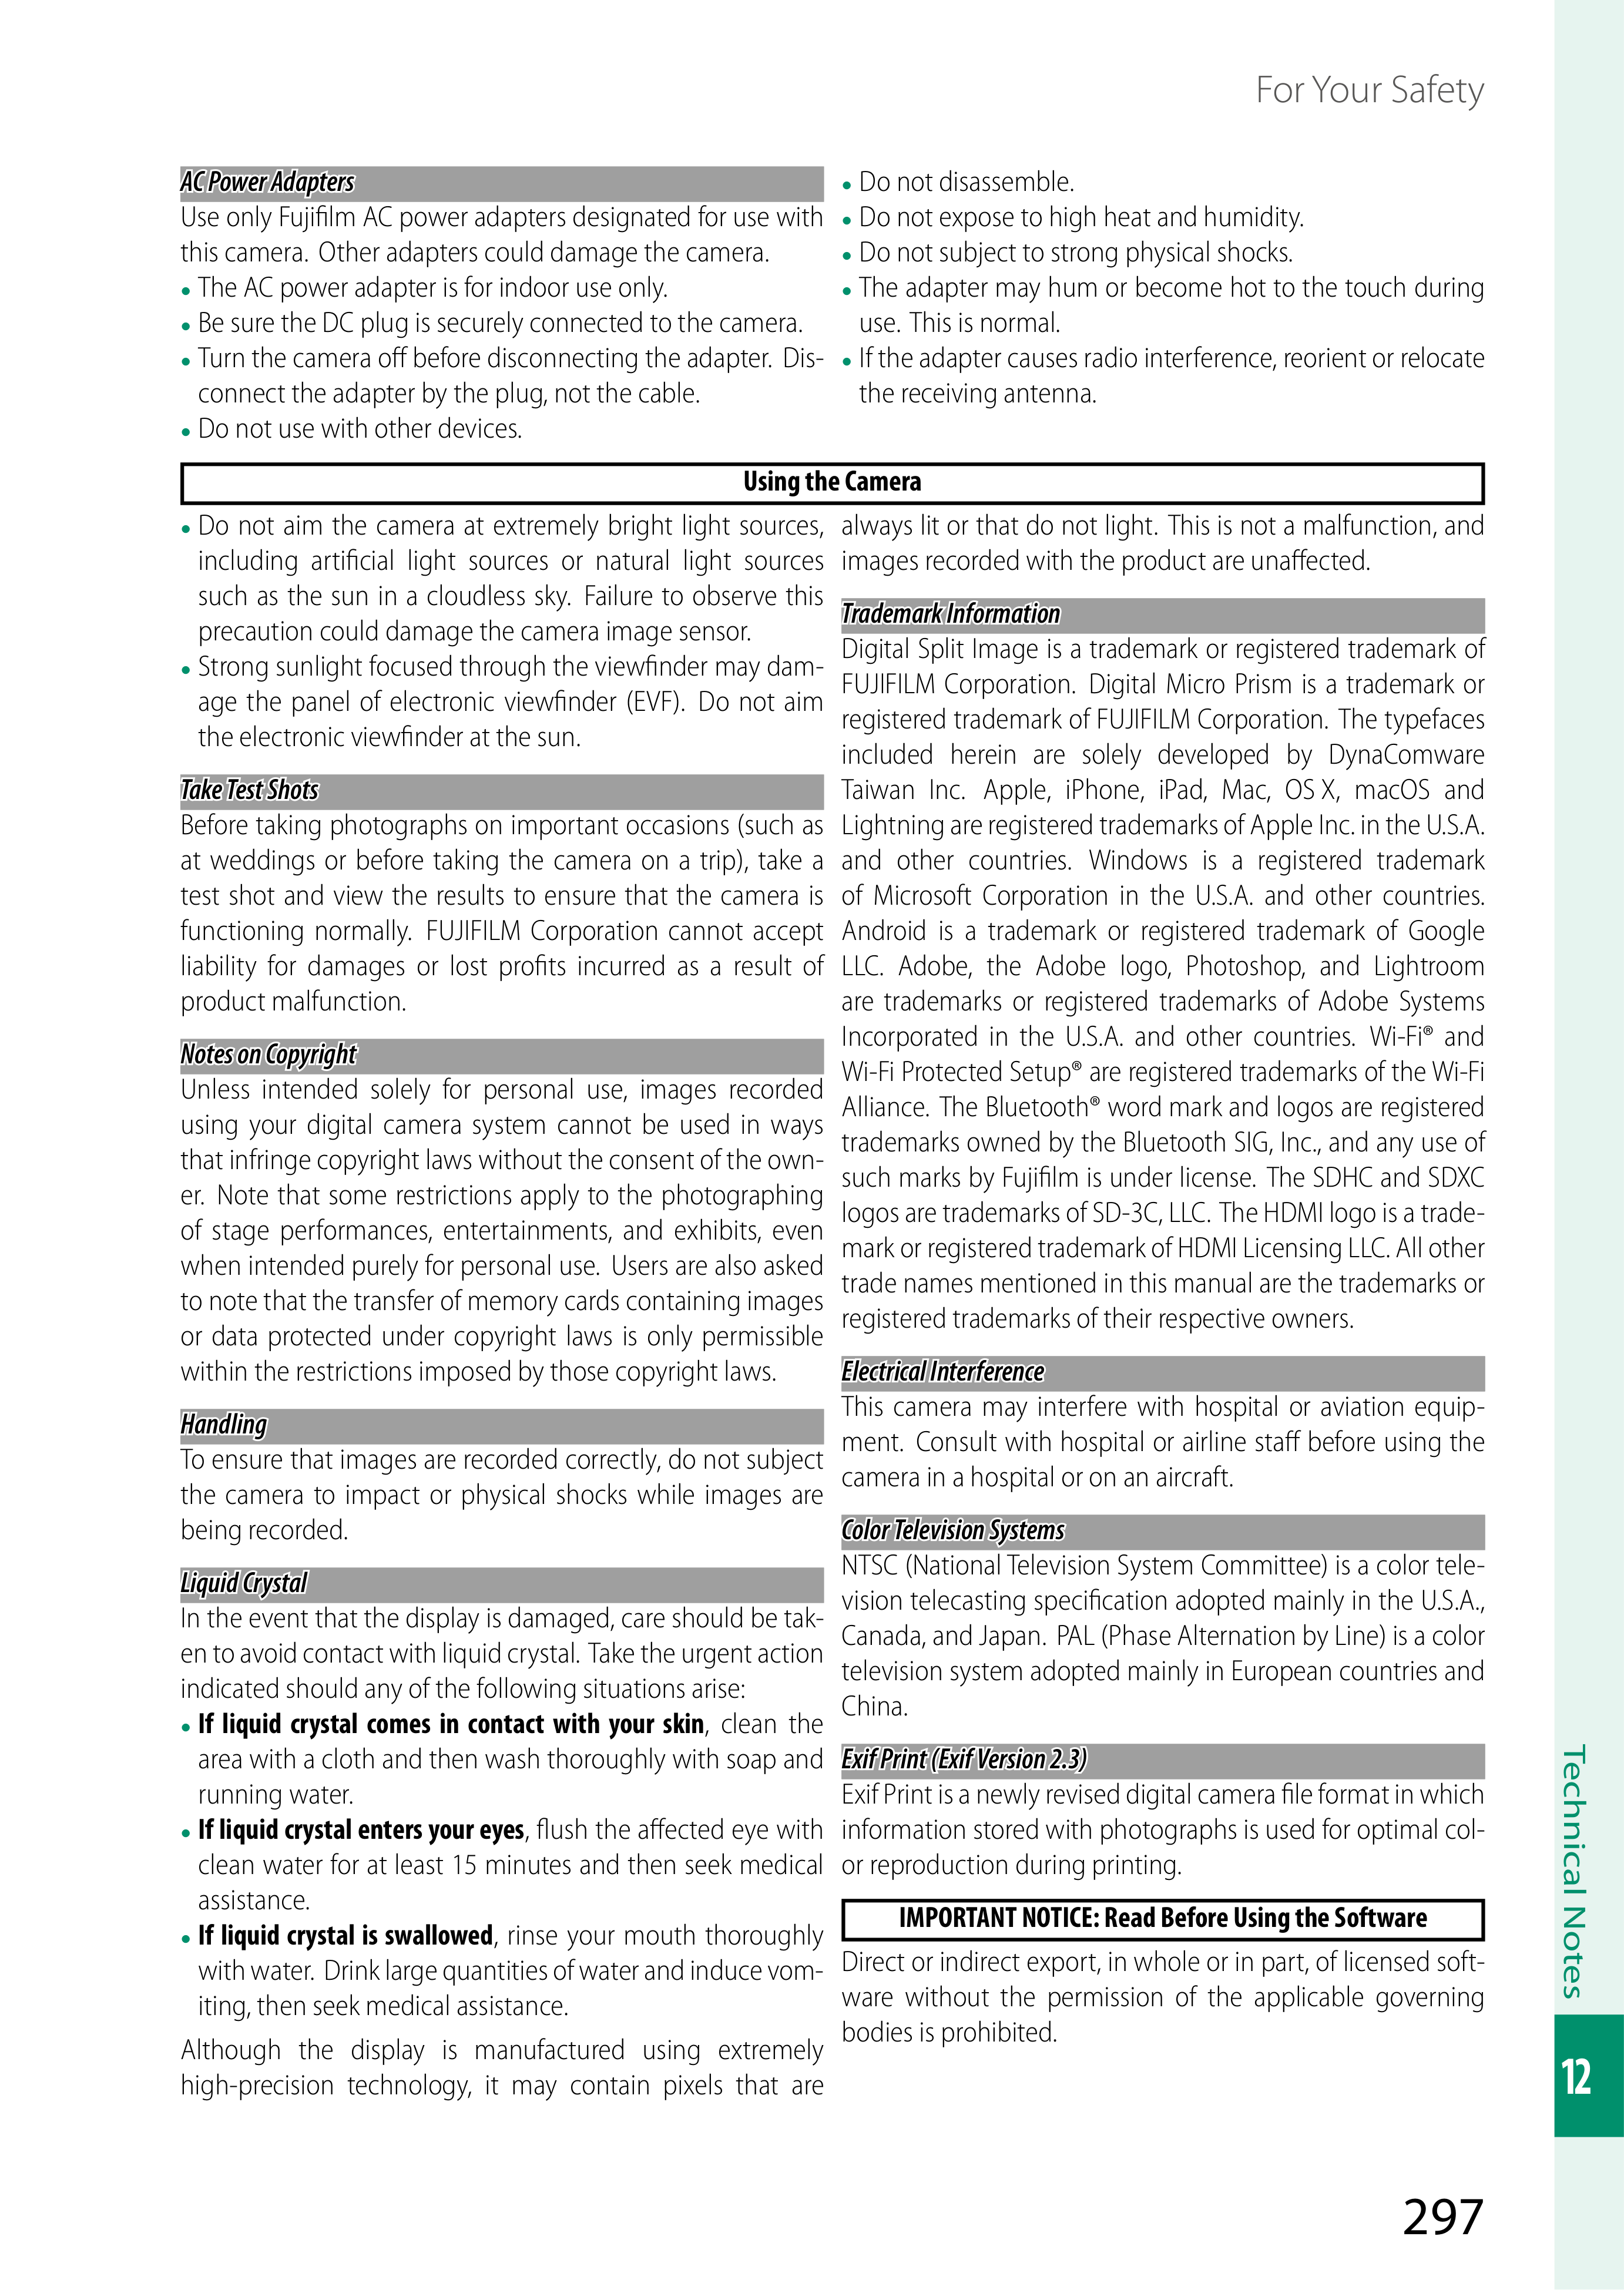 For Your Safety
AC Power Adapters
Use only Fujifilm AC power adapters designated for use with
this camera. Other adapters could damage the camera.
• The AC power adapter is for indoor use only.
• Be sure the DC plug is securely connected to the camera.
• Turn the camera off before disconnecting the adapter. Dis-
connect the adapter by the plug, not the cable.
• Do not use with other devices.
• Do not disassemble.
• Do not expose to high heat and humidity.
• Do not subject to strong physical shocks.
• The adapter may hum or become hot to the touch during
use. This is normal.
• If the adapter causes radio interference, reorient or relocate
the receiving antenna.
Using the Camera
• Do not aim the camera at extremely bright light sources,
including artificial light sources or natural light sources
such as the sun in a cloudless sky. Failure to observe this
precaution could damage the camera image sensor.
• Strong sunlight focused through the viewfinder may dam-
age the panel of electronic viewfinder (EVF). Do not aim
the electronic viewfinder at the sun.
Take Test Shots
Before taking photographs on important occasions (such as
at weddings or before taking the camera on a trip), take a
test shot and view the results to ensure that the camera is
functioning normally. FUJIFILM Corporation cannot accept
liability for damages or lost profits incurred as a result of
product malfunction.
Notes on Copyright
Unless intended solely for personal use, images recorded
using your digital camera system cannot be used in ways
that infringe copyright laws without the consent of the own-
er. Note that some restrictions apply to the photographing
of stage performances, entertainments, and exhibits, even
when intended purely for personal use. Users are also asked
to note that the transfer of memory cards containing images
or data protected under copyright laws is only permissible
within the restrictions imposed by those copyright laws.
Handling
To ensure that images are recorded correctly, do not subject
the camera to impact or physical shocks while images are
being recorded.
Liquid Crystal
In the event that the display is damaged, care should be tak-
en to avoid contact with liquid crystal. Take the urgent action
indicated should any of the following situations arise:
• If liquid crystal comes in contact with your skin, clean the
area with a cloth and then wash thoroughly with soap and
running water.
• If liquid crystal enters your eyes, flush the affected eye with
clean water for at least 15 minutes and then seek medical
assistance.
• If liquid crystal is swallowed, rinse your mouth thoroughly
with water. Drink large quantities of water and induce vom-
iting, then seek medical assistance.
Although the display is manufactured using extremely
high-precision technology, it may contain pixels that are
always lit or that do not light. This is not a malfunction, and
images recorded with the product are unaffected.
Trademark Information
Digital Split Image is a trademark or registered trademark of
FUJIFILM Corporation. Digital Micro Prism is a trademark or
registered trademark of FUJIFILM Corporation. The typefaces
included herein are solely developed by DynaComware
Taiwan Inc. Apple, iPhone, iPad, Mac, OS X, macOS and
Lightning are registered trademarks of Apple Inc. in the U.S.A.
and other countries. Windows is a registered trademark
of Microsoft Corporation in the U.S.A. and other countries.
Android is a trademark or registered trademark of Google
LLC. Adobe, the Adobe logo, Photoshop, and Lightroom
are trademarks or registered trademarks of Adobe Systems
Incorporated in the U.S.A. and other countries. Wi-Fi® and
Wi-Fi Protected Setup® are registered trademarks of the Wi-Fi
Alliance. The Bluetooth® word mark and logos are registered
trademarks owned by the Bluetooth SIG, Inc., and any use of
such marks by Fujifilm is under license. The SDHC and SDXC
logos are trademarks of SD-3C, LLC. The HDMI logo is a trade-
mark or registered trademark of HDMI Licensing LLC. All other
trade names mentioned in this manual are the trademarks or
registered trademarks of their respective owners.
Electrical Interference
This camera may interfere with hospital or aviation equip-
ment. Consult with hospital or airline staff before using the
camera in a hospital or on an aircraft.
Color Television Systems
NTSC (National Television System Committee) is a color tele-
vision telecasting specification adopted mainly in the U.S.A.,
Canada, and Japan. PAL (Phase Alternation by Line) is a color
television system adopted mainly in European countries and
China.
Exif Print (Exif Version 2.3)
Exif Print is a newly revised digital camera file format in which
information stored with photographs is used for optimal col-
or reproduction during printing.
IMPORTANT NOTICE: Read Before Using the Software
Direct or indirect export, in whole or in part, of licensed soft-
ware without the permission of the applicable governing
bodies is prohibited.
Technical Notes
12
297